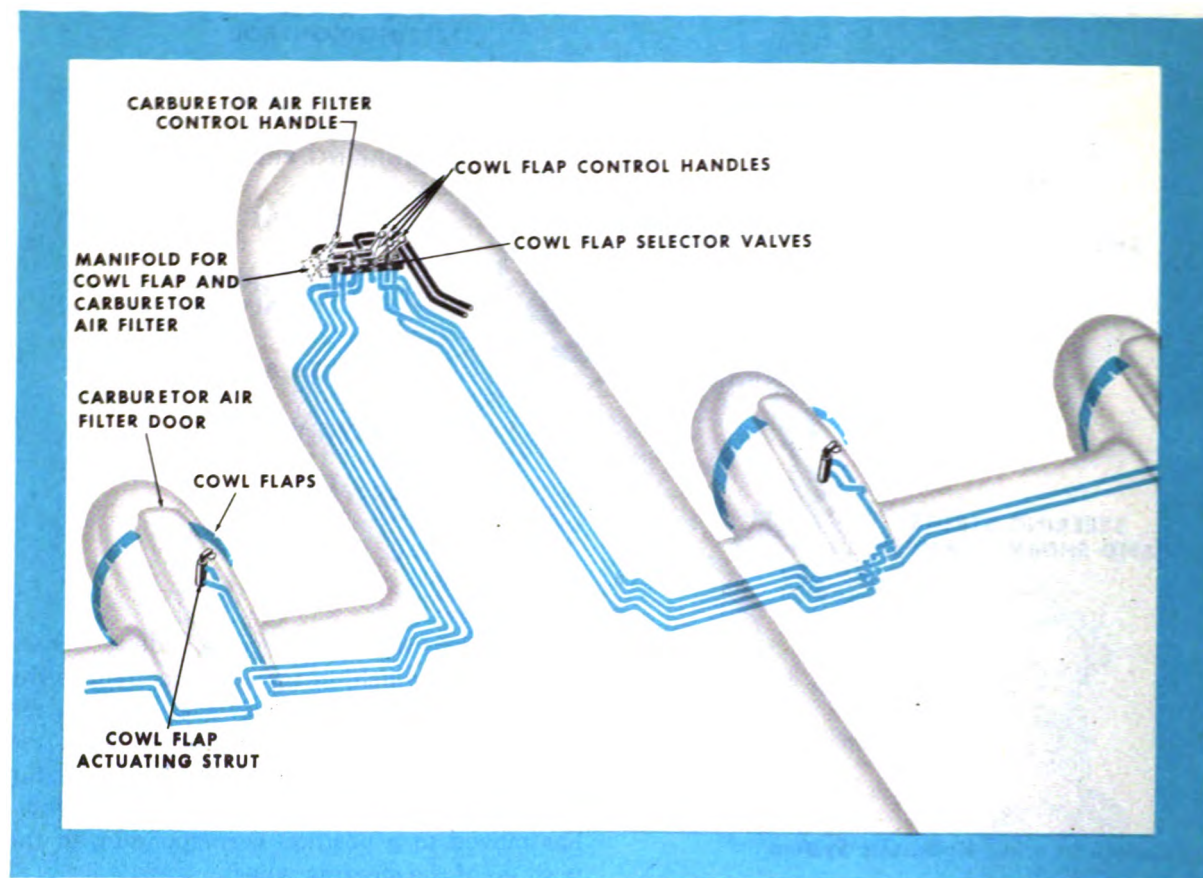 CARBURETOR AIR FILTER
CONTROL HANDLE
COWL FLAP CONTROL HANDLES
COWL FLAP SELECTOR VALVES
MANIFOLD FOR
COWL FLAP AND
CARBURETOR
AIR FILTER
CARBURETOR AIR
FILTER DOOR
COWL FLAPS
COWL FLAP
ACTUATING STRUT